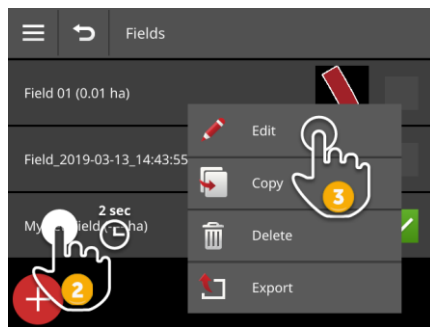 Fields
Field 01 (0.01 ha)
Field_2019-03-13_14:43:55
Edit
3
Copy
2 sec
ha)
2
Delete
Export